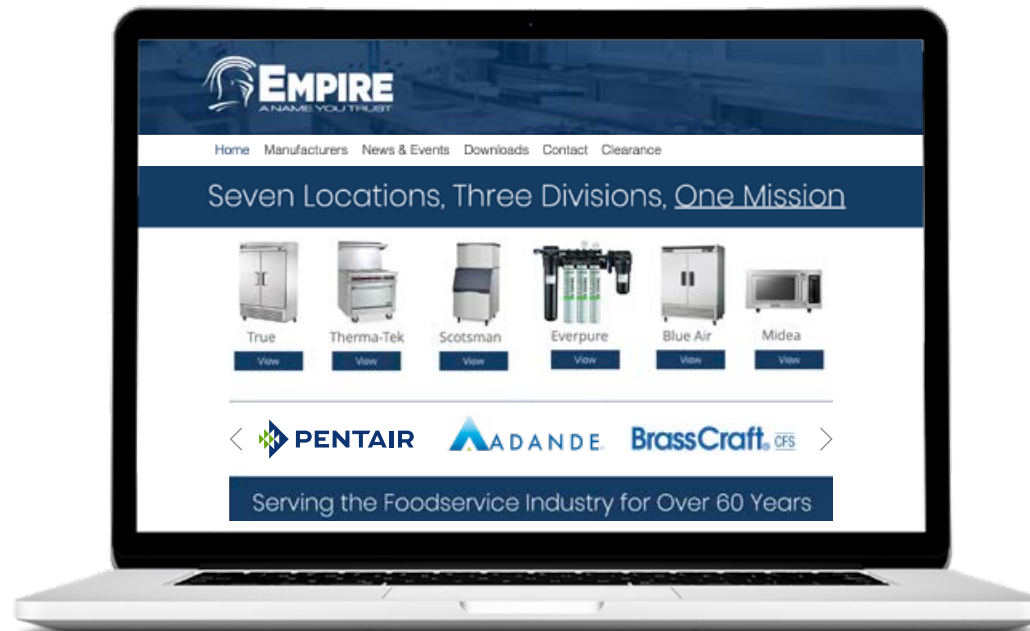 EMPIRE
A NAME YOU TRUST
Home Manufacturers News & Events Downloads Contact Clearance
Seven Locations, Three Divisions, One Mission
True Therma-Tek Scotsman Everpure Blue Air Midea
View View View View View View
PENTAIR ADANDE BrassCraft CFS
Serving the Foodservice Industry for Over 60 Years